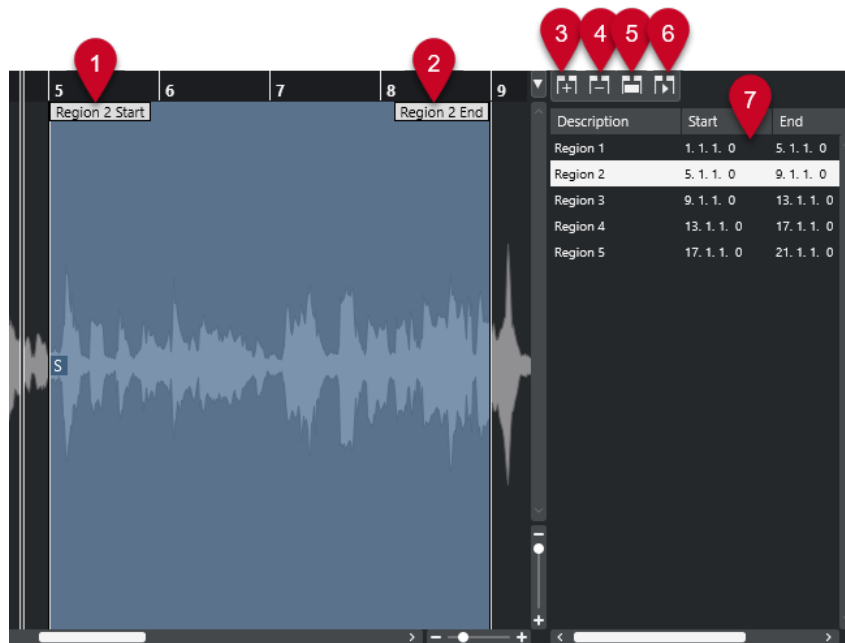 3 4 5 6
1 2 7
5 6 7 8 9
Region 2 Start Region 2 End
S
Description Start End
Region 1 1. 1. 1. 0 5. 1. 1. 0
Region 2 5. 1. 1. 0 9. 1. 1. 0
Region 3 9. 1. 1. 0 13. 1. 1. 0
Region 4 13. 1. 1. 0 17. 1. 1. 0
Region 5 17. 1. 1. 0 21. 1. 1. 0